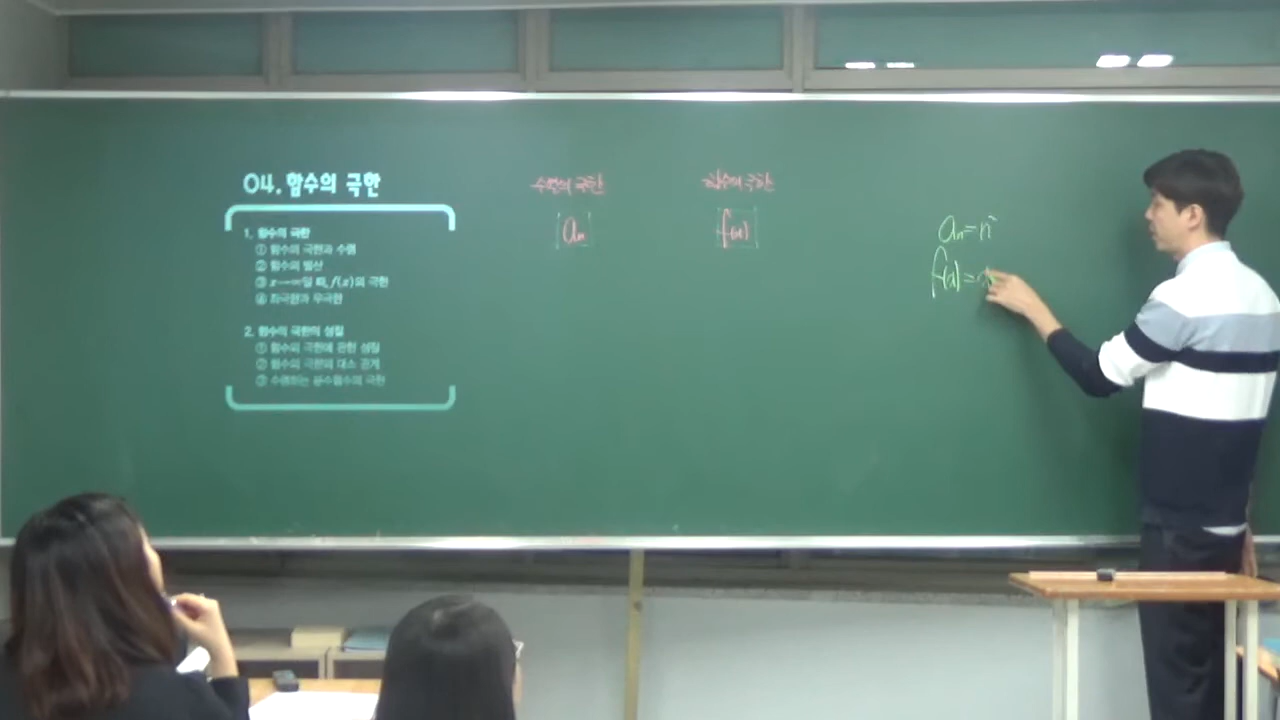 04. 함수의 극한
1. 함수의 극한
① 함수의 극한과 수렴
② 함수의 발산
③ x→∞일 때, f(x)의 극한
④ 좌극한과 우극한
2. 함수의 극한의 성질
① 함수의 극한에 관한 성질
② 함수의 극한의 대소 관계
③ 수렴하는 분수함수의 극한
수열의 극한
aₙ
함수의 극한
f(x)
aₙ=n²
f(x)=